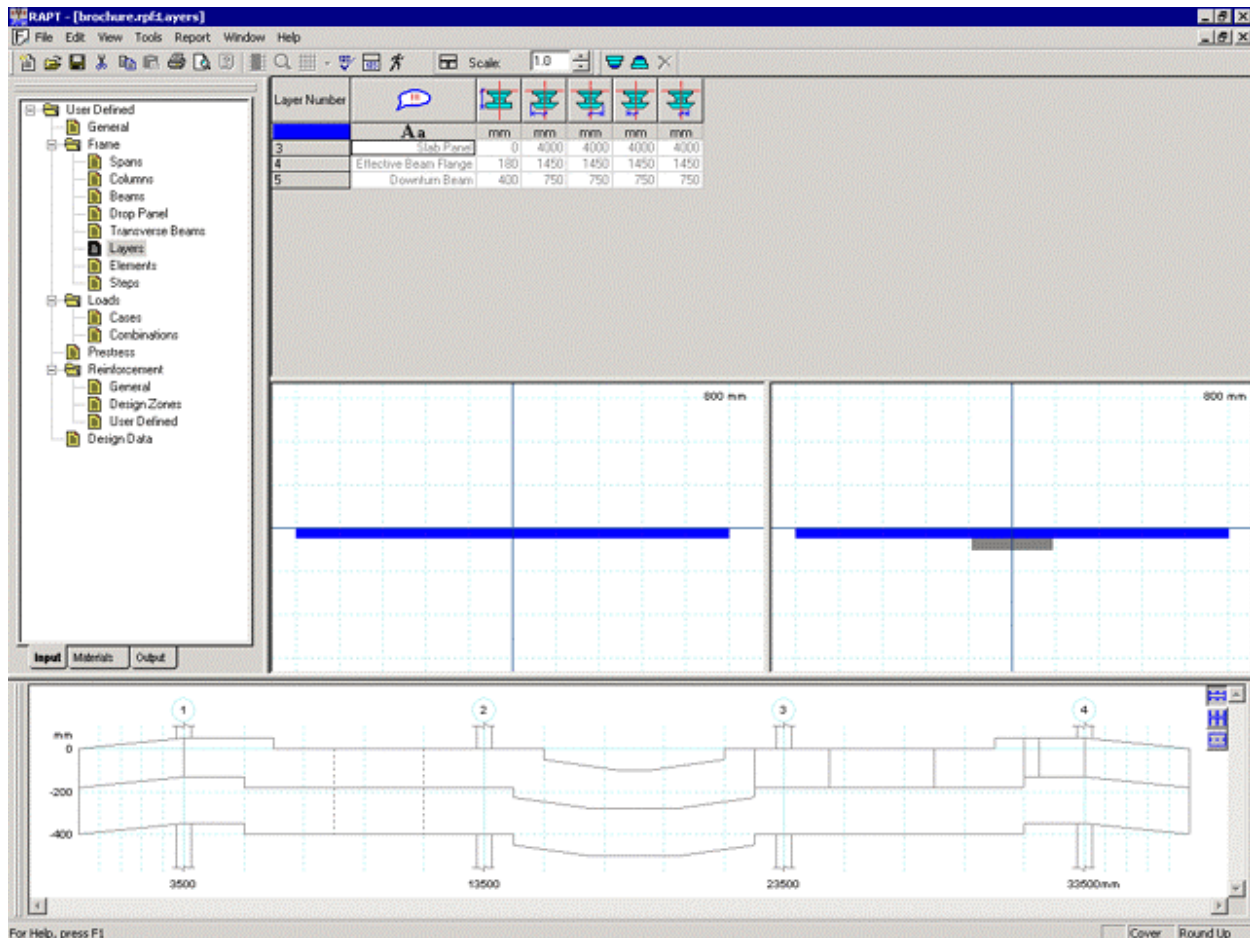 RAPT - [brochure.rpf:Layers]
File Edit View Tools Report Window Help
Scale: 1.0
User Defined
General
Frame
Spans
Columns
Beams
Drop Panel
Transverse Beams
Layers
Elements
Steps
Loads
Cases
Combinations
Prestress
Reinforcement
General
Design Zones
User Defined
Design Data
Input Materials Output
Layer Number
Aa mm mm mm mm mm
3 Slab Panel 0 4000 4000 4000 4000
4 Effective Beam Flange 180 1450 1450 1450 1450
5 Downturn Beam 400 750 750 750 750
800 mm
800 mm
1 2 3 4
mm
0
-200
-400
3500 13500 23500 33500mm
For Help, press F1
Cover Round Up